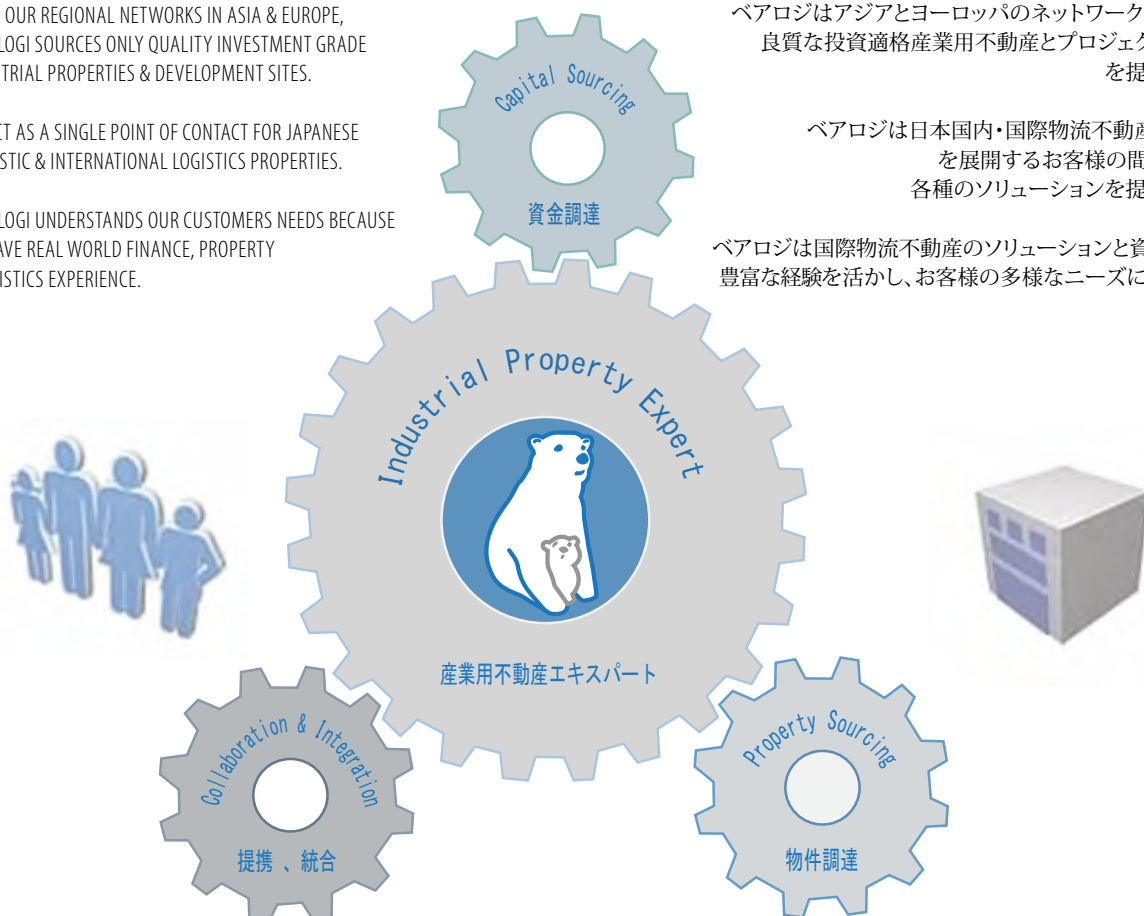 OUR REGIONAL NETWORKS IN ASIA & EUROPE,
LOGI SOURCES ONLY QUALITY INVESTMENT GRADE
TRIAL PROPERTIES & DEVELOPMENT SITES.
CT AS A SINGLE POINT OF CONTACT FOR JAPANESE
STIC & INTERNATIONAL LOGISTICS PROPERTIES.
LOGI UNDERSTANDS OUR CUSTOMERS NEEDS BECAUSE
AVE REAL WORLD FINANCE, PROPERTY
ISTICS EXPERIENCE.
ベアロジはアジアとヨーロッパのネットワーク
良質な投資適格産業用不動産とプロジェク
を提
ベアロジは日本国内・国際物流不動産
を展開するお客様の間
各種のソリューションを提
ベアロジは国際物流不動産のソリューションと資
豊富な経験を活かし、お客様の多様なニーズに
Capital Sourcing
資金調達
Industrial Property Expert
産業用不動産エキスパート
Collaboration & Integration
提携 、統合
Property Sourcing
物件調達